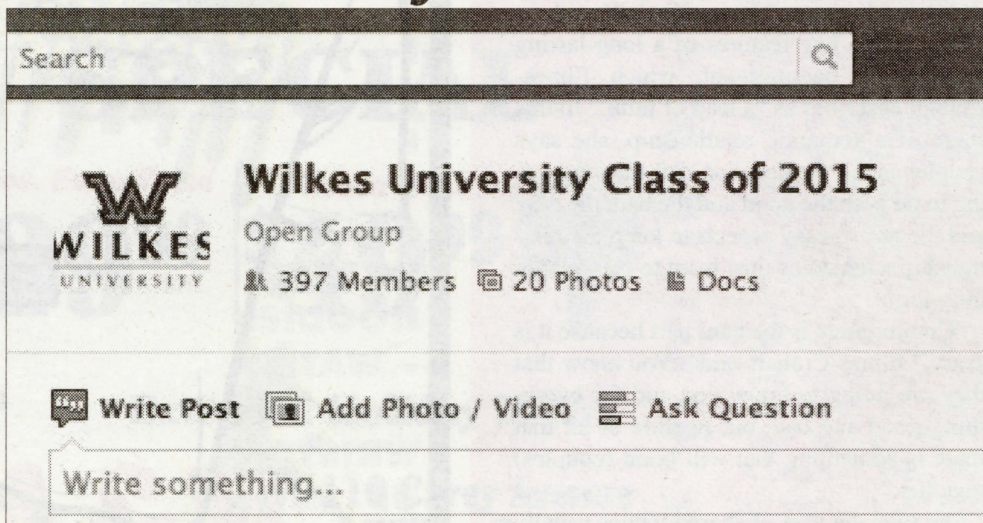 Search
Wilkes University Class of 2015
WILKES
UNIVERSITY
Open Group
397 Members 20 Photos Docs
Write Post Add Photo / Video Ask Question
Write something...